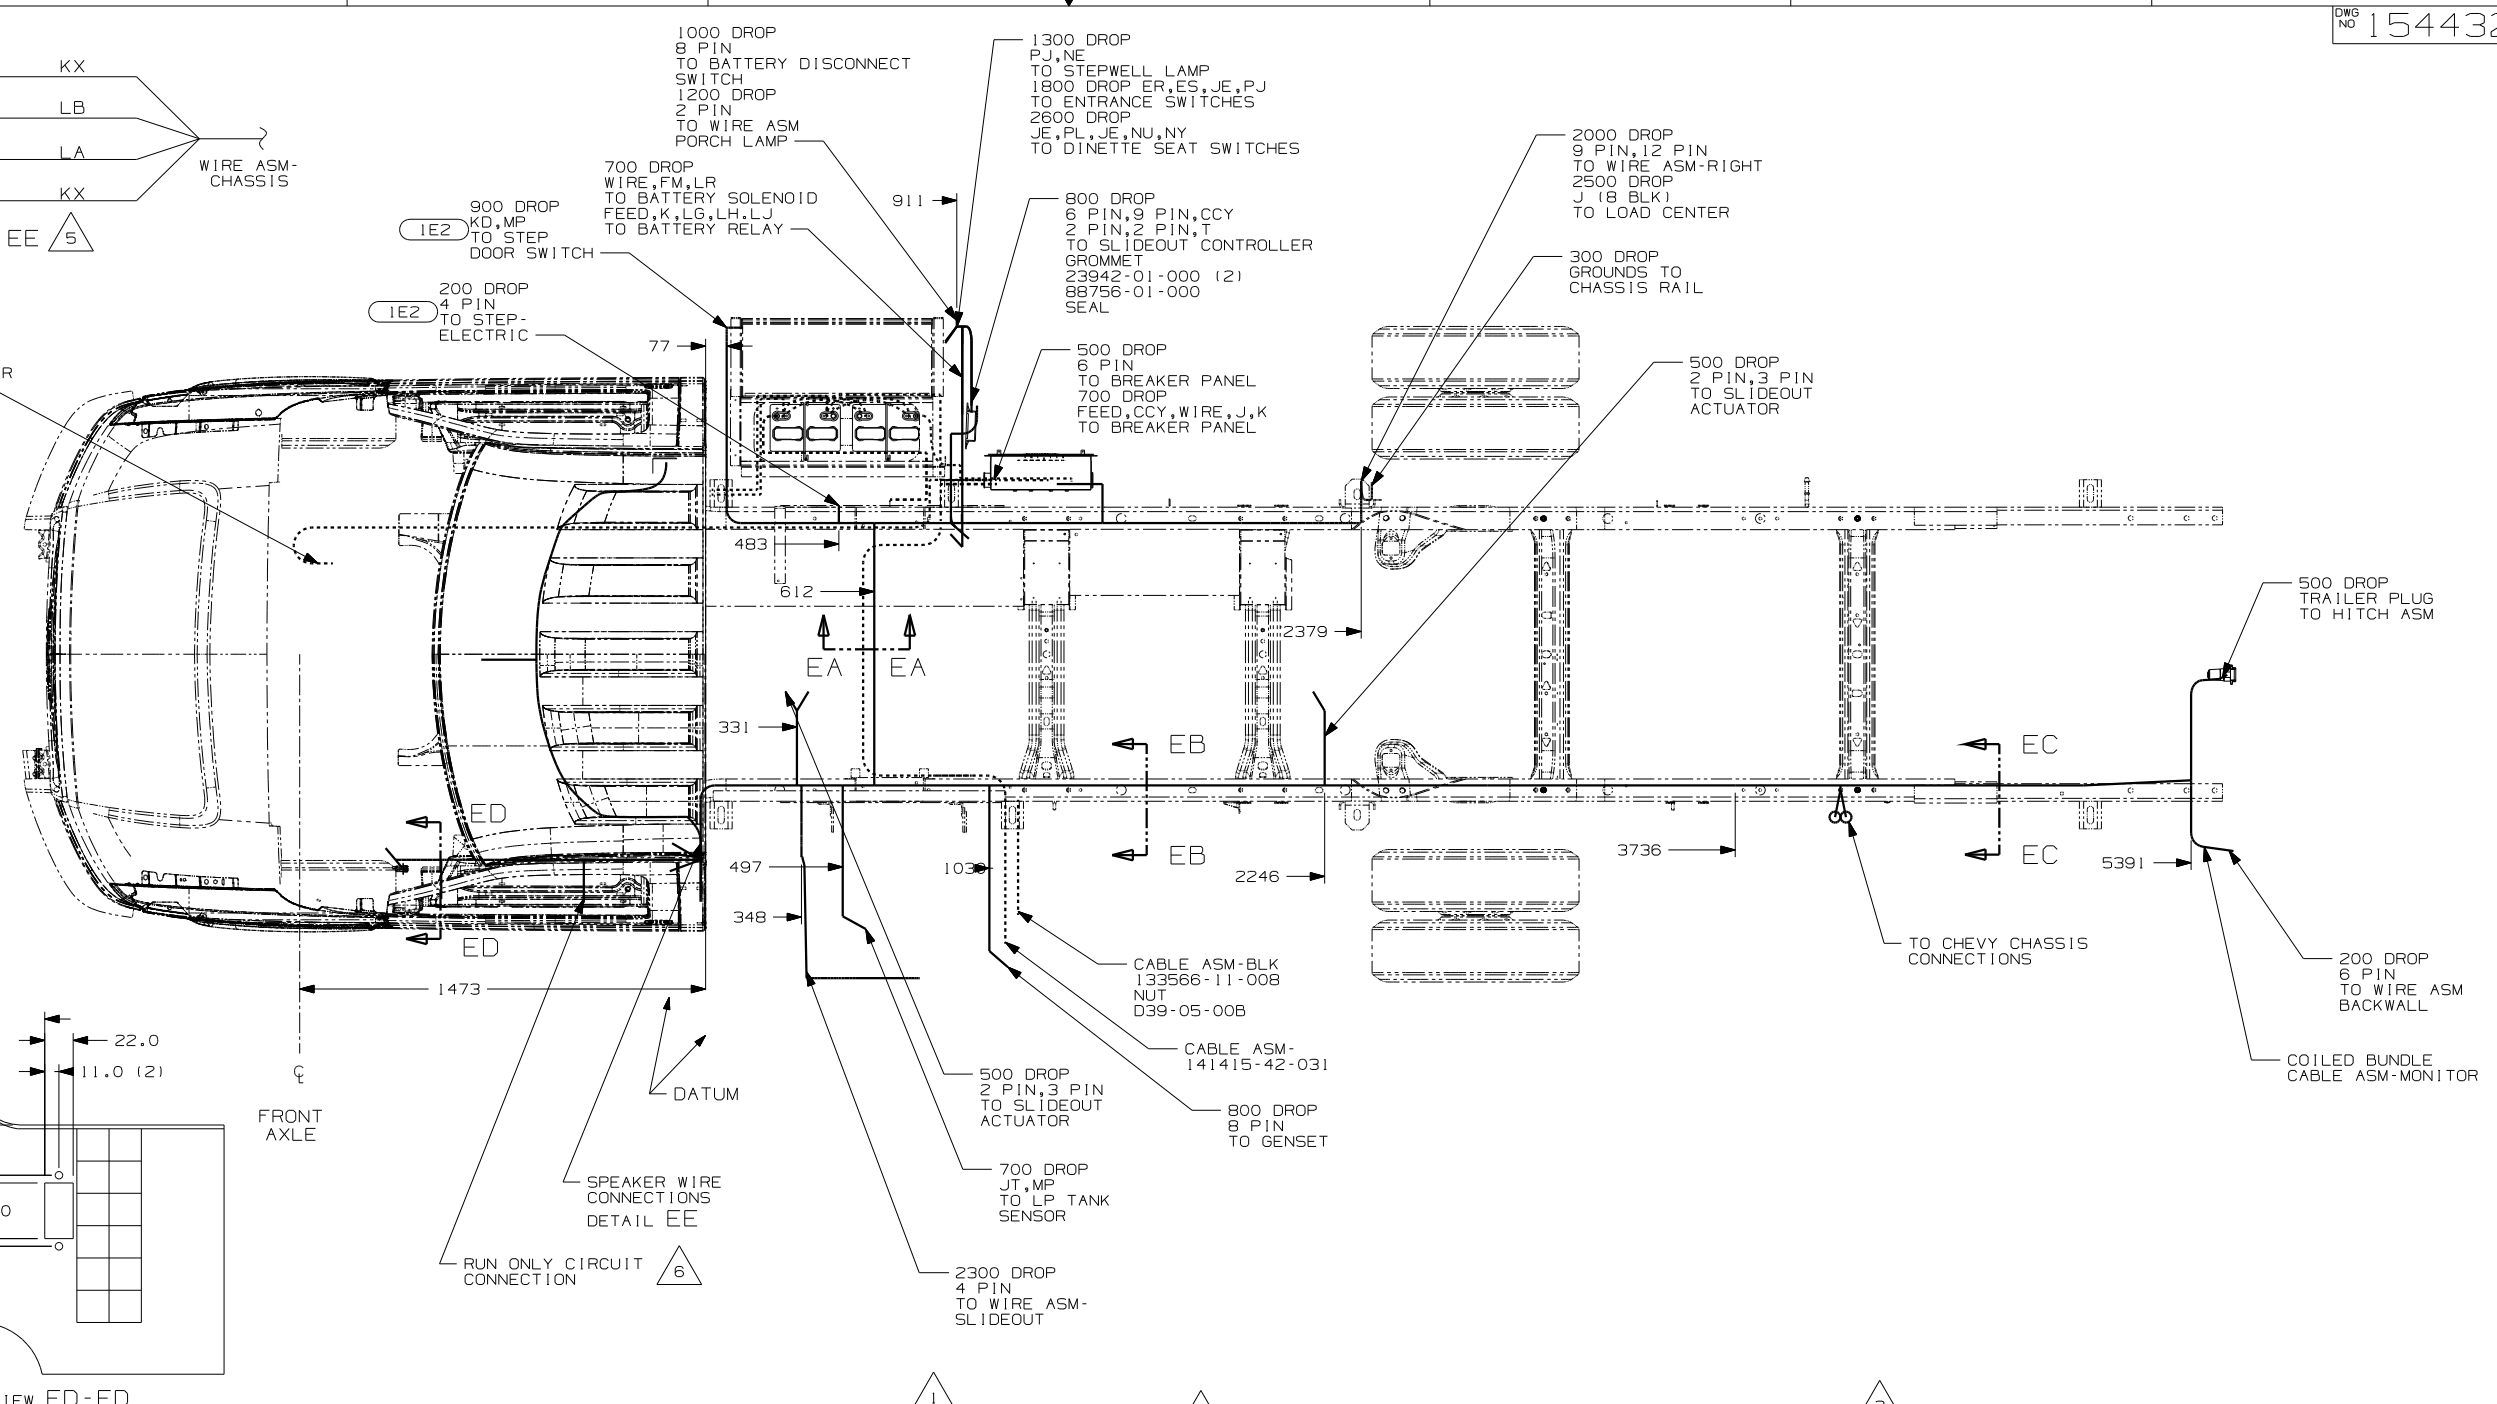 DWG
NO
KX
LB
LA
KX
WIRE ASM-
CHASSIS
EE
5
1000 DROP
8 PIN
TO BATTERY DISCONNECT
SWITCH
1200 DROP
2 PIN
TO WIRE ASM
PORCH LAMP
1300 DROP
PJ,NE
TO STEPWELL LAMP
1800 DROP ER,ES,JE,PJ
TO ENTRANCE SWITCHES
2600 DROP
JE,PL,JE,NU,NY
TO DINETTE SEAT SWITCHES
2000 DROP
9 PIN,12 PIN
TO WIRE ASM-RIGHT
2500 DROP
J (8 BLK)
TO LOAD CENTER
700 DROP
WIRE,FM,LR
TO BATTERY SOLENOID
FEED,K,LG,LH.LJ
TO BATTERY RELAY
911
800 DROP
6 PIN,9 PIN,CCY
2 PIN,2 PIN,T
TO SLIDEOUT CONTROLLER
GROMMET
23942-01-000 (2)
88756-01-000
SEAL
1E2
900 DROP
KD,MP
TO STEP
DOOR SWITCH
300 DROP
GROUNDS TO
CHASSIS RAIL
1E2
200 DROP
4 PIN
TO STEP-
ELECTRIC
77
500 DROP
6 PIN
TO BREAKER PANEL
700 DROP
FEED,CCY,WIRE,J,K
TO BREAKER PANEL
500 DROP
2 PIN,3 PIN
TO SLIDEOUT
ACTUATOR
R
483
612
500 DROP
TRAILER PLUG
TO HITCH ASM
2379
EA
EA
331
EB
EC
ED
EB
EC
497
1039
3736
5391
2246
348
ED
TO CHEVY CHASSIS
CONNECTIONS
CABLE ASM-BLK
133566-11-008
NUT
D39-05-00B
200 DROP
6 PIN
TO WIRE ASM
BACKWALL
1473
22.0
11.0 (2)
CABLE ASM-
141415-42-031
COILED BUNDLE
CABLE ASM-MONITOR
DATUM
500 DROP
2 PIN,3 PIN
TO SLIDEOUT
ACTUATOR
FRONT
AXLE
800 DROP
8 PIN
TO GENSET
SPEAKER WIRE
CONNECTIONS
DETAIL EE
700 DROP
JT,MP
TO LP TANK
SENSOR
RUN ONLY CIRCUIT
CONNECTION
6
2300 DROP
4 PIN
TO WIRE ASM-
SLIDEOUT
1